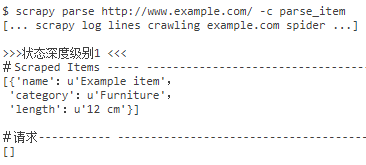 $ scrapy parse http://www.example.com/ -c parse_item
[... scrapy log lines crawling example.com spider ...]
>>>状态深度级别1 <<<
＃Scraped Items ----- ----- --------------------------
[{'name': u'Example item',
'category': u'Furniture',
'length': u'12 cm'}]
＃请求---------- ------------------------------------
[]